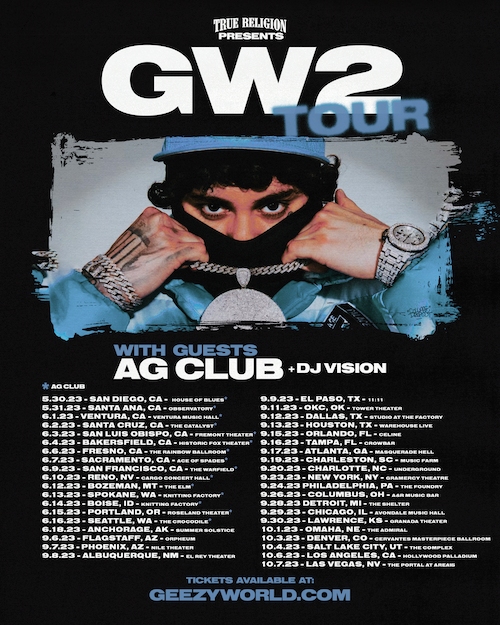 TRUE RELIGION
PRESENTS
GW2
TOUR
WITH GUESTS
AG CLUB + DJ VISION
* AG CLUB
5.30.23 - SAN DIEGO, CA - HOUSE OF BLUES*
5.31.23 - SANTA ANA, CA - OBSERVATORY*
6.1.23 - VENTURA, CA - VENTURA MUSIC HALL*
6.2.23 - SANTA CRUZ, CA - THE CATALYST*
6.3.23 - SAN LUIS OBISPO, CA - FREMONT THEATER*
6.4.23 - BAKERSFIELD, CA - HISTORIC FOX THEATER*
6.6.23 - FRESNO, CA - THE RAINBOW BALLROOM*
6.7.23 - SACRAMENTO, CA - ACE OF SPADES*
6.9.23 - SAN FRANCISCO, CA - THE WARFIELD*
6.10.23 - RENO, NV - CARGO CONCERT HALL*
6.12.23 - BOZEMAN, MT - THE ELM*
6.13.23 - SPOKANE, WA - KNITTING FACTORY*
6.14.23 - BOISE, ID - KNITTING FACTORY*
6.15.23 - PORTLAND, OR - ROSELAND THEATER*
6.16.23 - SEATTLE, WA - THE CROCODILE*
6.18.23 - ANCHORAGE, AK - SUMMER SOLSTICE
9.6.23 - FLAGSTAFF, AZ - ORPHEUM
9.7.23 - PHOENIX, AZ - NILE THEATER
9.8.23 - ALBUQUERQUE, NM - EL REY THEATER
9.9.23 - EL PASO, TX - 11:11
9.11.23 - OKC, OK - TOWER THEATER
9.12.23 - DALLAS, TX - STUDIO AT THE FACTORY
9.13.23 - HOUSTON, TX - WAREHOUSE LIVE
9.15.23 - ORLANDO, FL - CELINE
9.16.23 - TAMPA, FL - CROWBAR
9.17.23 - ATLANTA, GA - MASQUERADE HELL
9.19.23 - CHARLESTON, SC - MUSIC FARM
9.20.23 - CHARLOTTE, NC - UNDERGROUND
9.23.23 - NEW YORK, NY - GRAMERCY THEATRE
9.24.23 - PHILADELPHIA, PA - THE FOUNDRY
9.26.23 - COLUMBUS, OH - A&R MUSIC BAR
9.28.23 - DETROIT, MI - THE SHELTER
9.29.23 - CHICAGO, IL - AVONDALE MUSIC HALL
9.30.23 - LAWRENCE, KS - GRANADA THEATER
10.1.23 - OMAHA, NE - THE ADMIRAL
10.3.23 - DENVER, CO - CERVANTES MASTERPIECE BALLROOM
10.4.23 - SALT LAKE CITY, UT - THE COMPLEX
10.6.23 - LOS ANGELES, CA - HOLLYWOOD PALLADIUM
10.7.23 - LAS VEGAS, NV - THE PORTAL AT AREA15
TICKETS AVAILABLE AT:
GEEZYWORLD.COM